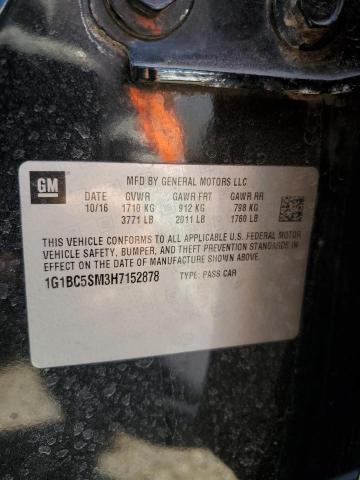 GM
MFD BY GENERAL MOTORS LLC
DATE GVWR GAWR FRT GAWR RR
10/16 1710 KG 912 KG 798 KG
3771 LB 2011 LB 1760 LB
THIS VEHICLE CONFORMS TO ALL APPLICABLE U.S. FEDERAL MOTOR
VEHICLE SAFETY, BUMPER, AND THEFT PREVENTION STANDARDS IN
EFFECT ON THE DATE OF MANUFACTURE SHOWN ABOVE.
1G1BC5SM3H7152878 TYPE: PASS CAR